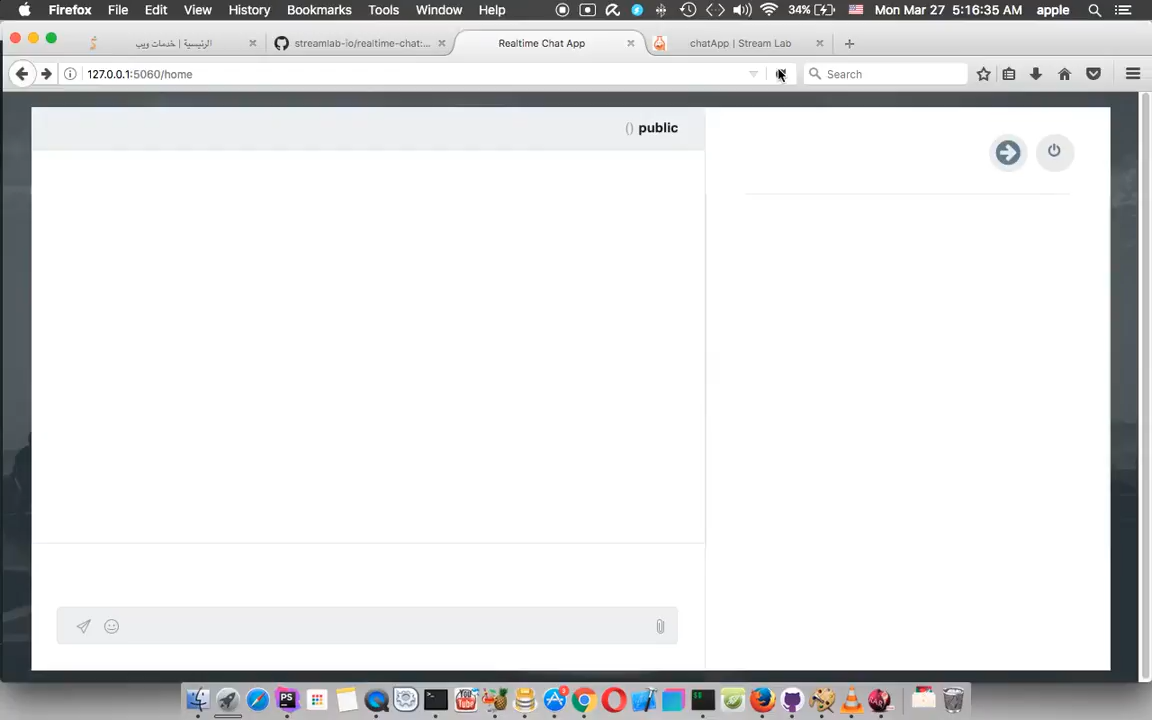 Firefox File Edit View History Bookmarks Tools Window Help 34% Mon Mar 27 5:16:35 AM apple
الرئيسية | خدمات ويب streamlab-io/realtime-chat:... Realtime Chat App chatApp | Stream Lab
127.0.0.1:5060/home Search
() public